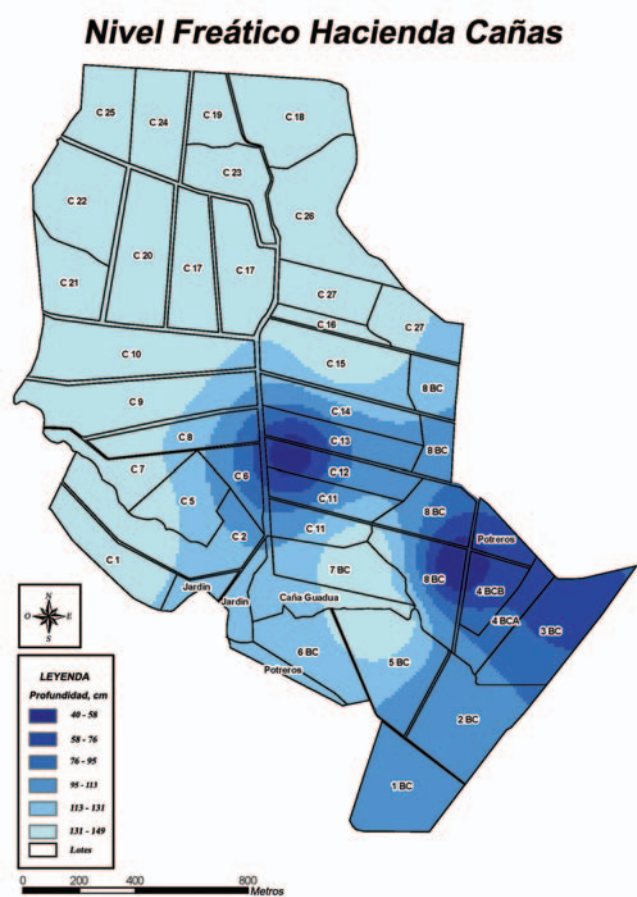 Nivel Freático Hacienda Cañas
C 25
C 24
C 19
C 18
C 23
C 22
C 26
C 20
C 17
C 17
C 21
C 27
C 16
C 27
C 10
C 15
8 BC
C 9
C 14
C 8
C 13
8 BC
C 7
C 6
C 12
C 5
C 11
8 BC
C 2
C 11
Potreros
C 1
7 BC
8 BC
Jardín
4 BCB
Jardín
Caña Guadua
4 BCA
3 BC
6 BC
5 BC
Potreros
2 BC
1 BC
N
O
E
S
LEYENDA
Profundidad, cm
40 - 58
58 - 76
76 - 95
95 - 113
113 - 131
131 - 149
Lotes
0 200 400 800
Metros